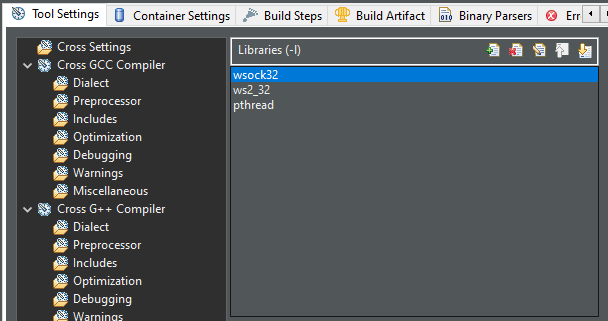 Tool Settings Container Settings Build Steps Build Artifact Binary Parsers Erro
Cross Settings
Cross GCC Compiler
Dialect
Preprocessor
Includes
Optimization
Debugging
Warnings
Miscellaneous
Cross G++ Compiler
Dialect
Preprocessor
Includes
Optimization
Debugging
Warnings
Libraries (-l)
wsock32
ws2_32
pthread